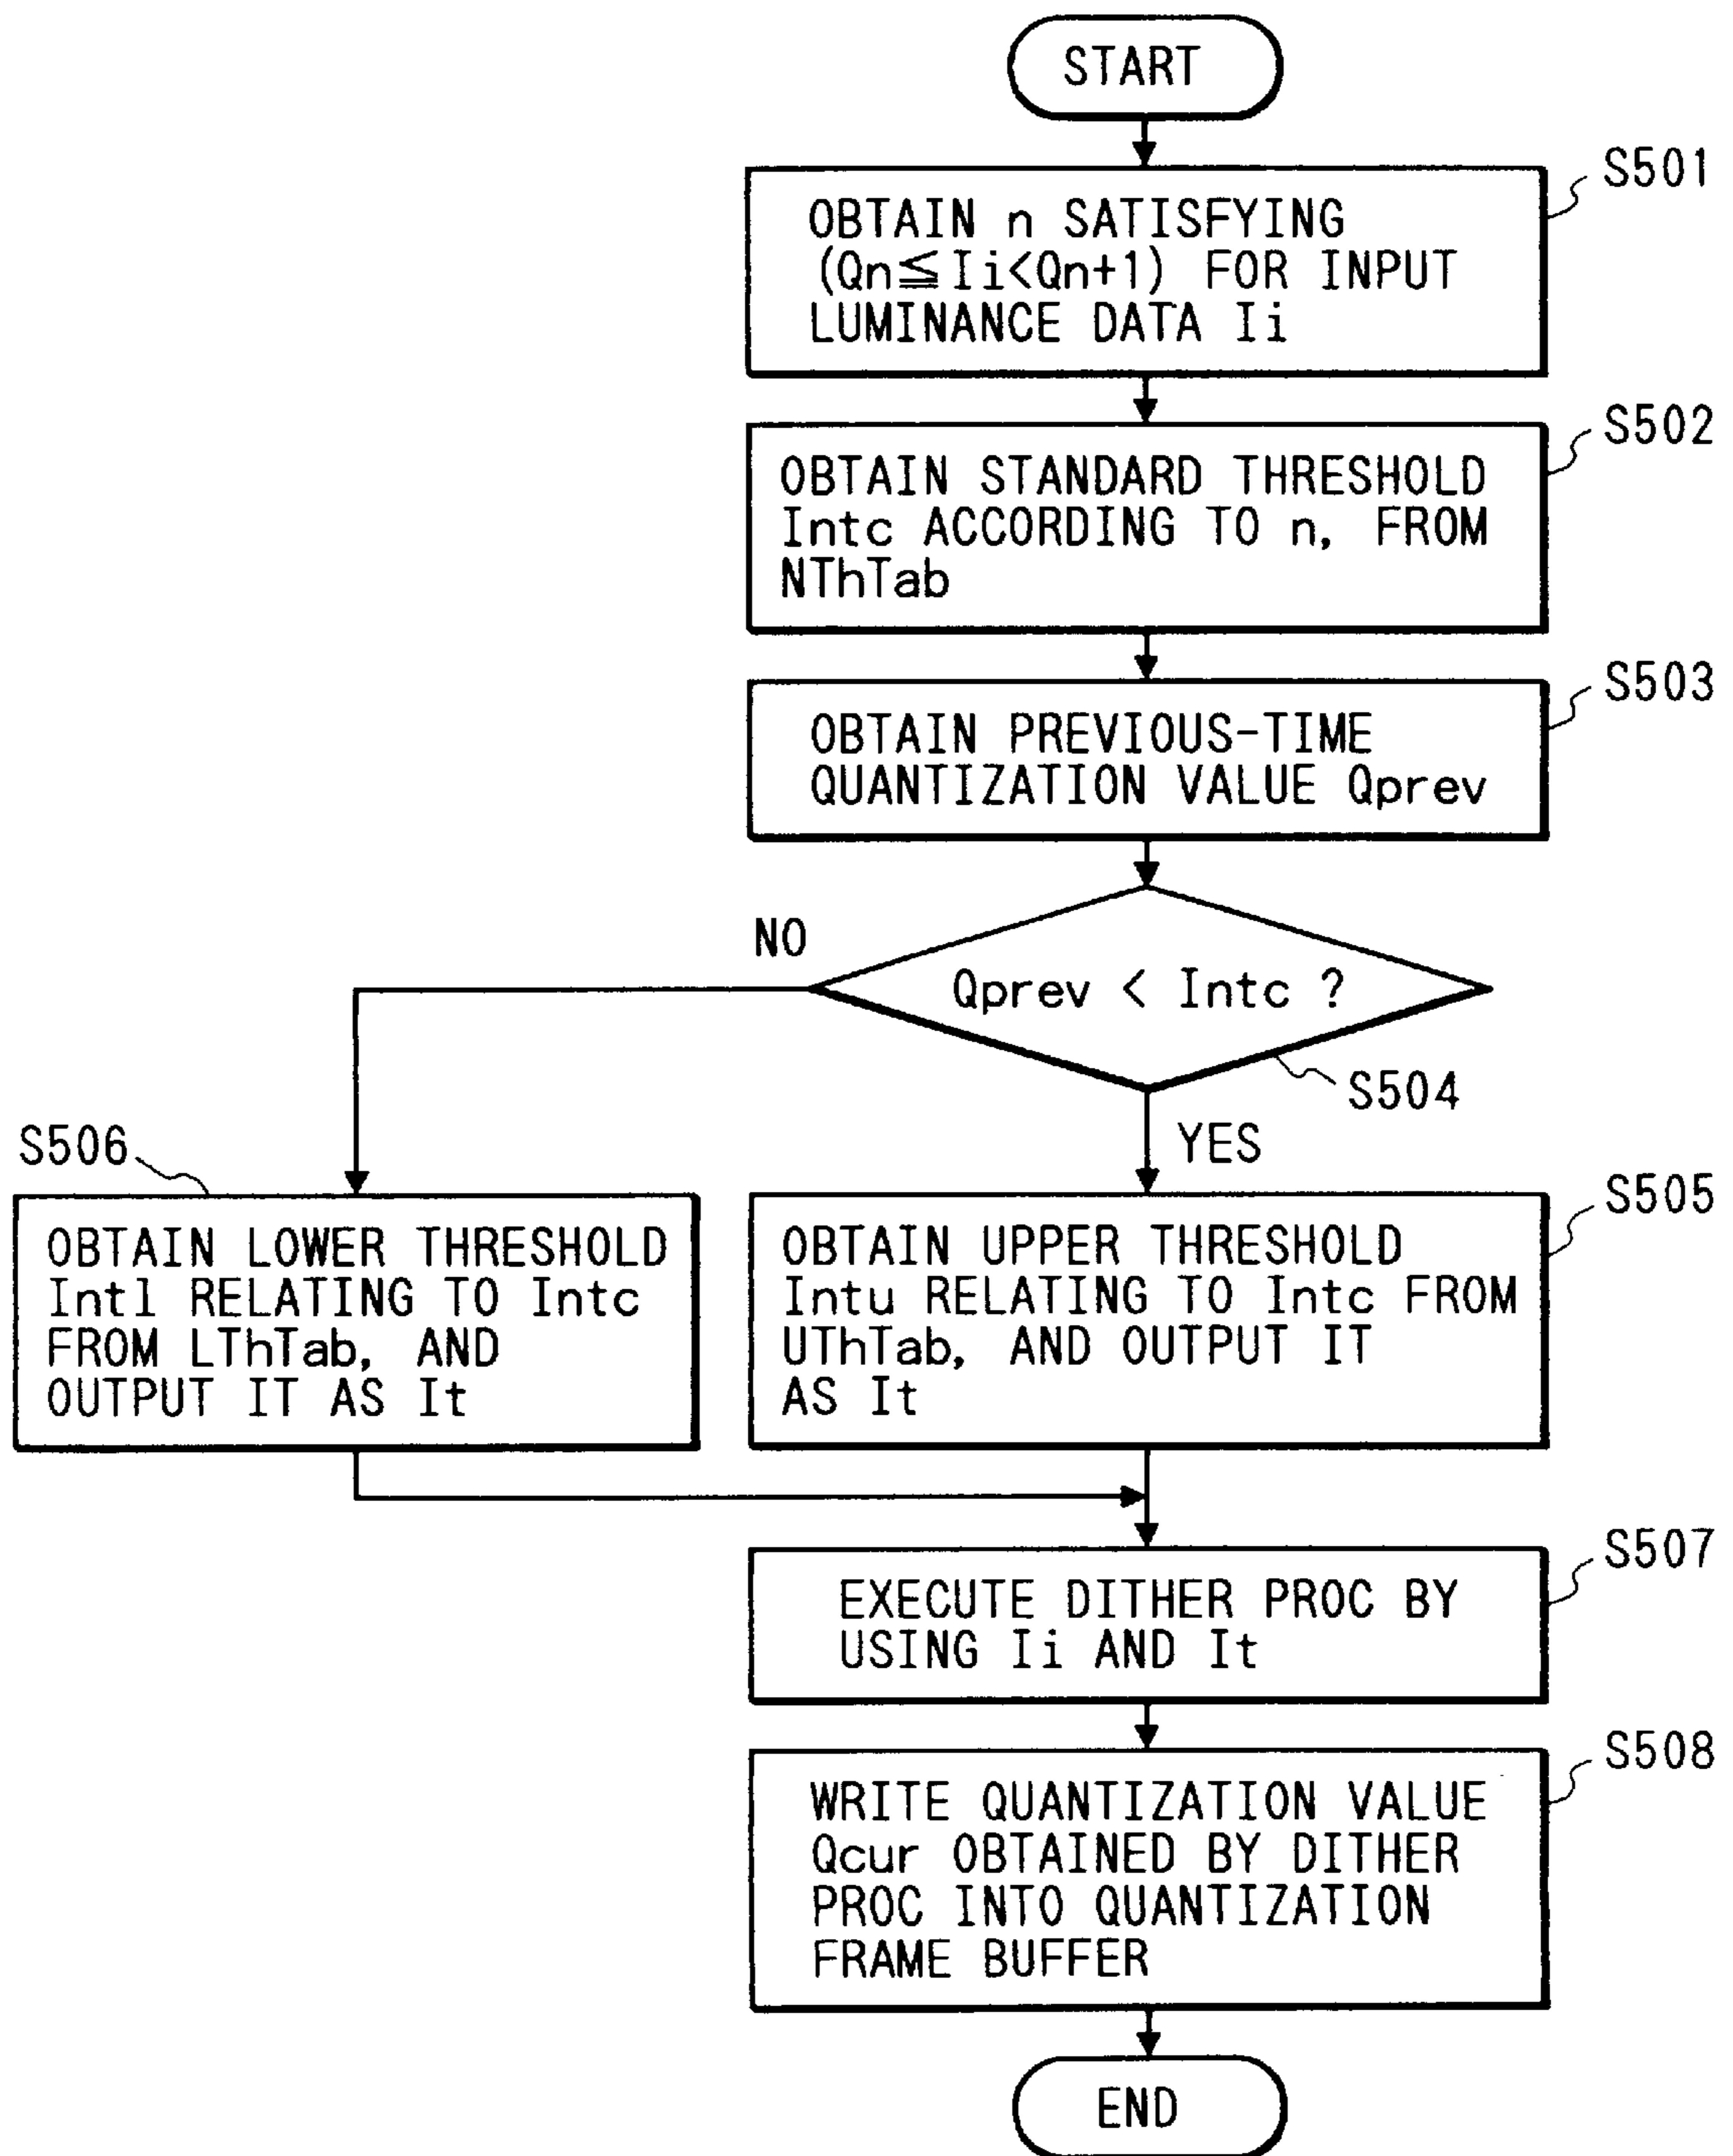 START
S501
OBTAIN n SATISFYING
(Qn≦Ii<Qn+1) FOR INPUT
LUMINANCE DATA Ii
S502
OBTAIN STANDARD THRESHOLD
Intc ACCORDING TO n, FROM
NThTab
S503
OBTAIN PREVIOUS-TIME
QUANTIZATION VALUE Qprev
NO
Qprev < Intc ?
S504
YES
S506
OBTAIN LOWER THRESHOLD
Intl RELATING TO Intc
FROM LThTab, AND
OUTPUT IT AS It
S505
OBTAIN UPPER THRESHOLD
Intu RELATING TO Intc FROM
UThTab, AND OUTPUT IT
AS It
S507
EXECUTE DITHER PROC BY
USING Ii AND It
S508
WRITE QUANTIZATION VALUE
Qcur OBTAINED BY DITHER
PROC INTO QUANTIZATION
FRAME BUFFER
END